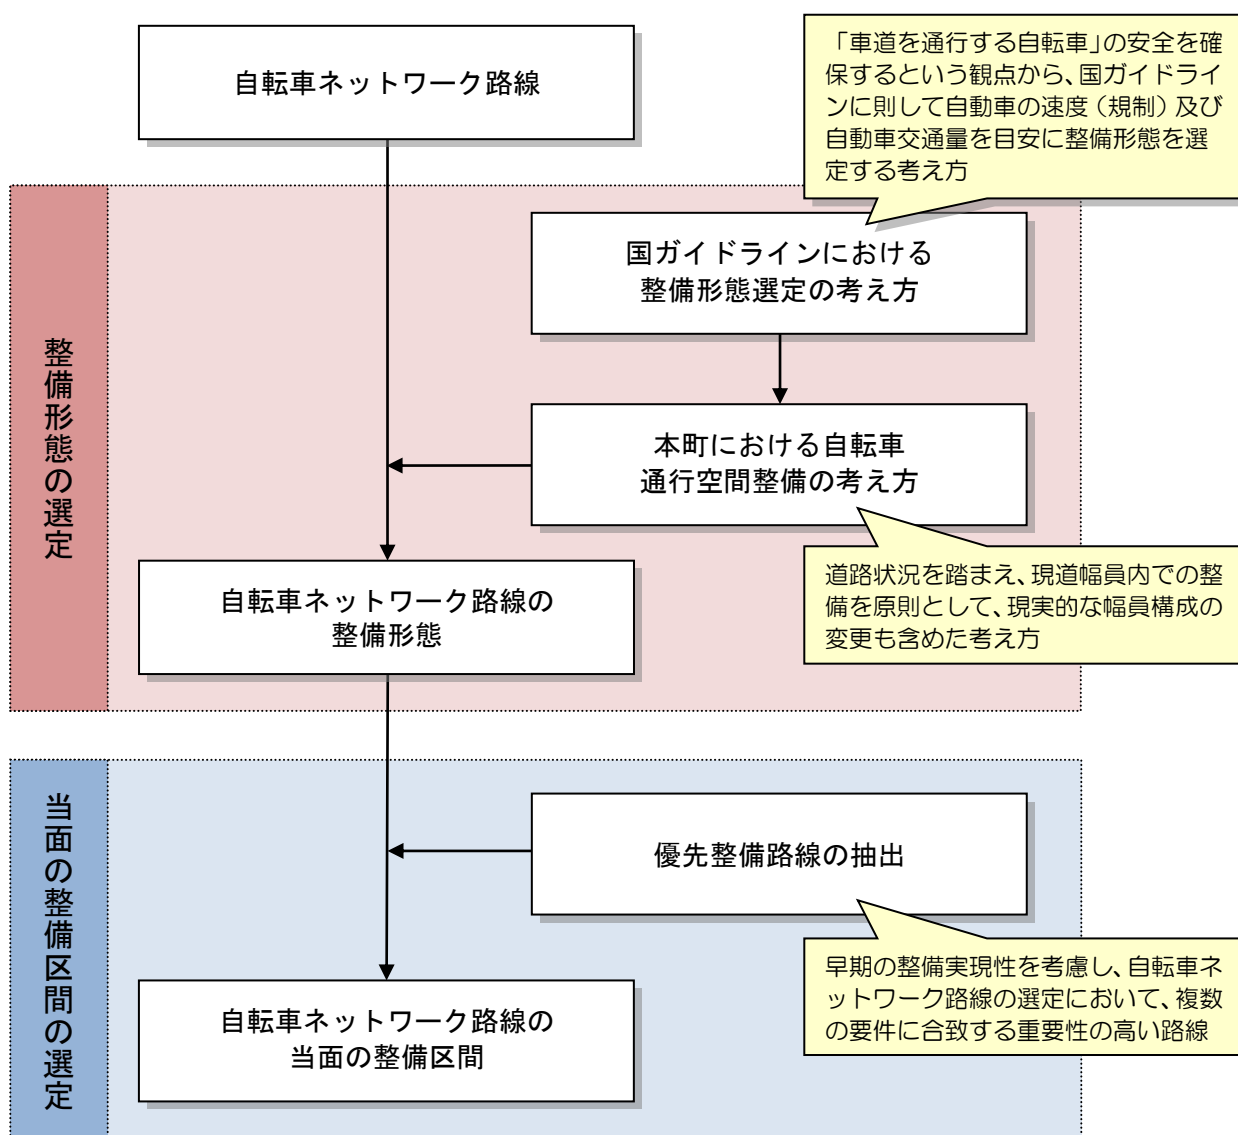 自転車ネットワーク路線
「車道を通行する自転車」の安全を確
保するという観点から、国ガイドライ
ンに則して自動車の速度（規制）及び
自動車交通量を目安に整備形態を選
定する考え方
整備形態の選定
国ガイドラインにおける
整備形態選定の考え方
本町における自転車
通行空間整備の考え方
道路状況を踏まえ、現道幅員内での整
備を原則として、現実的な幅員構成の
変更も含めた考え方
自転車ネットワーク路線の
整備形態
当面の整備区間の選定
優先整備路線の抽出
早期の整備実現性を考慮し、自転車ネ
ットワーク路線の選定において、複数
の要件に合致する重要性の高い路線
自転車ネットワーク路線の
当面の整備区間